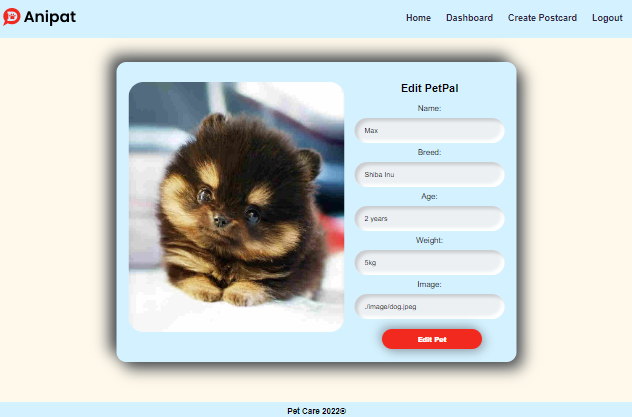 Anipat
Home Dashboard Create Postcard Logout
Edit PetPal
Name:
Max
Breed:
Shiba Inu
Age:
2 years
Weight:
5kg
Image:
./image/dog.jpeg
Edit Pet
Pet Care 2022©